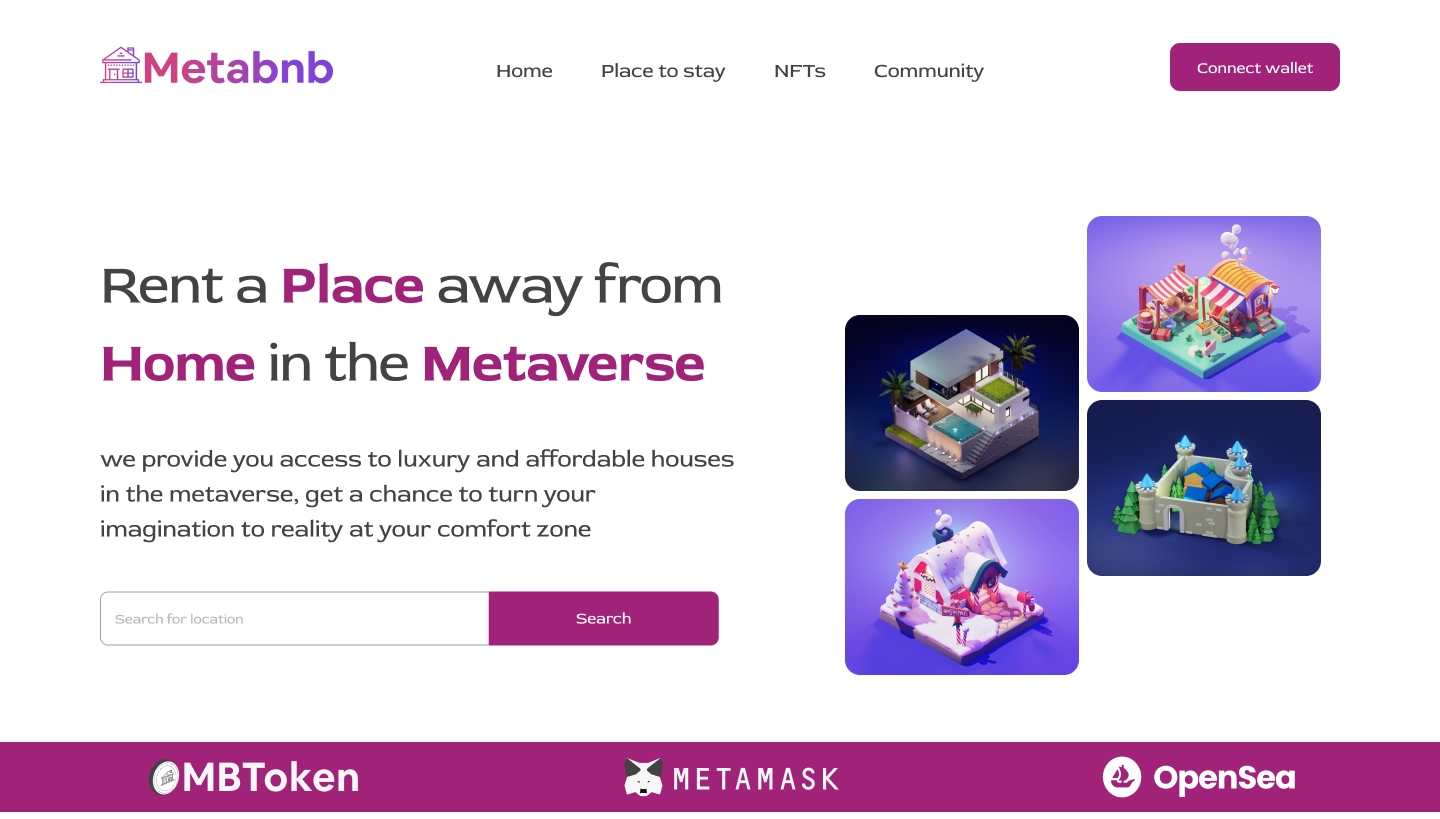 Metabnb
Home
Place to stay
NFTs
Community
Connect wallet
Rent a Place away from
Home in the Metaverse
we provide you access to luxury and affordable houses
in the metaverse, get a chance to turn your
imagination to reality at your comfort zone
Search for location
Search
MBToken
METAMASK
OpenSea